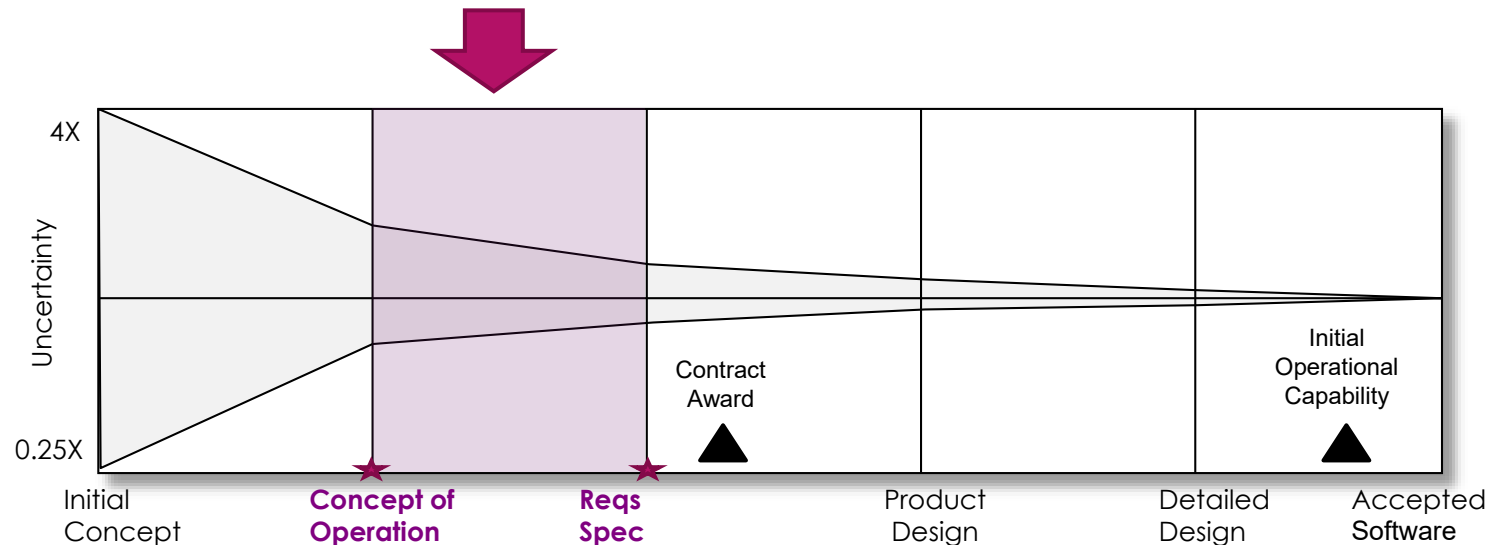 4X
Uncertainty
0.25X
Contract
Award
Initial
Operational
Capability
Initial
Concept
Concept of
Operation
Reqs
Spec
Product
Design
Detailed
Design
Accepted
Software